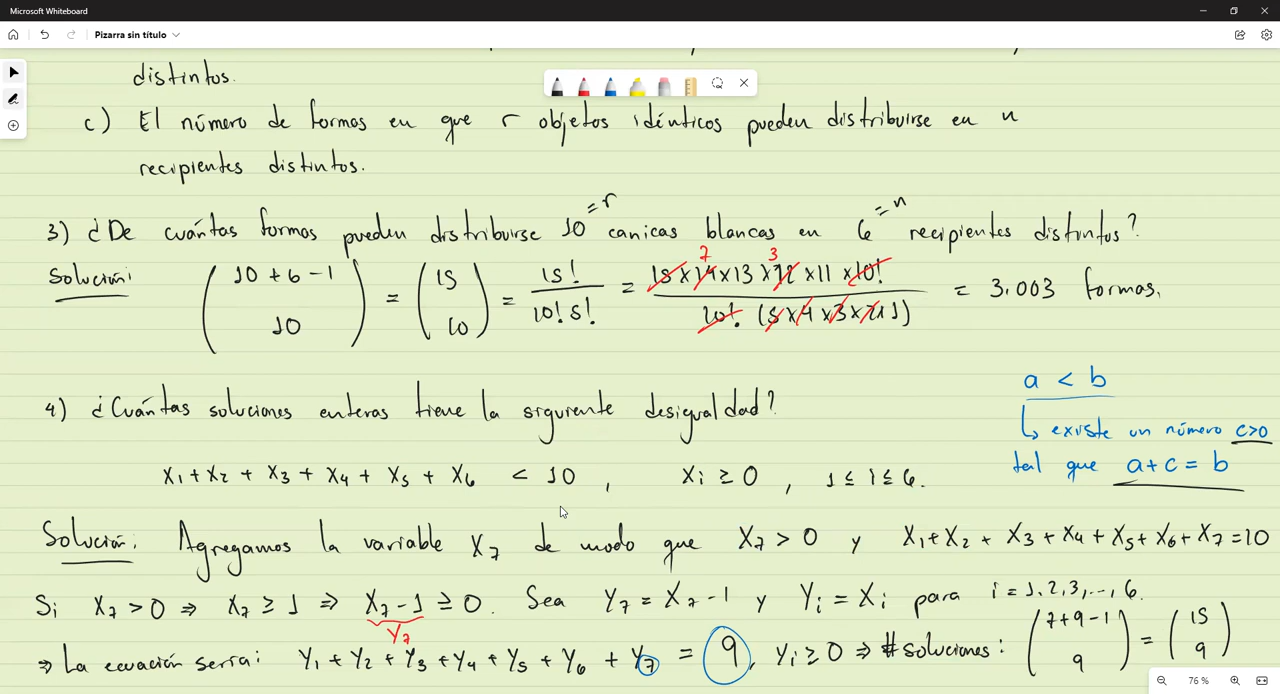 Microsoft Whiteboard
Pizarra sin título
distintos.
c) El número de formas en que r objetos idénticos pueden distribuirse en n
recipientes distintos.
3) ¿De cuántas formas pueden distribuirse 10 = r canicas blancas en 6 = n recipientes distintos?
Solución: (10 + 6 - 1 / 10) = (15 / 10) = 15! / 10! 5! = 15 x 14 x 13 x 12 x 11 x 10! / 10! (5 x 4 x 3 x 2 x 1) = 3.003 formas.
7 3
4) ¿Cuántas soluciones enteras tiene la siguiente desigualdad?
X1 + X2 + X3 + X4 + X5 + X6 < 10 , Xi ≥ 0 , 1 ≤ i ≤ 6.
a < b
↳ existe un número c>0
tal que a + c = b
Solución: Agregamos la variable X7 de modo que X7 > 0 y X1 + X2 + X3 + X4 + X5 + X6 + X7 = 10
Si X7 > 0 ⇒ X7 ≥ 1 ⇒ X7 - 1 ≥ 0. Sea Y7 = X7 - 1 y Yi = Xi para i = 1, 2, 3, ..., 6.
Y7
⇒ La ecuación sería: Y1 + Y2 + Y3 + Y4 + Y5 + Y6 + Y7 = 9, Yi ≥ 0 ⇒ # soluciones: (7 + 9 - 1 / 9) = (15 / 9)
76 %